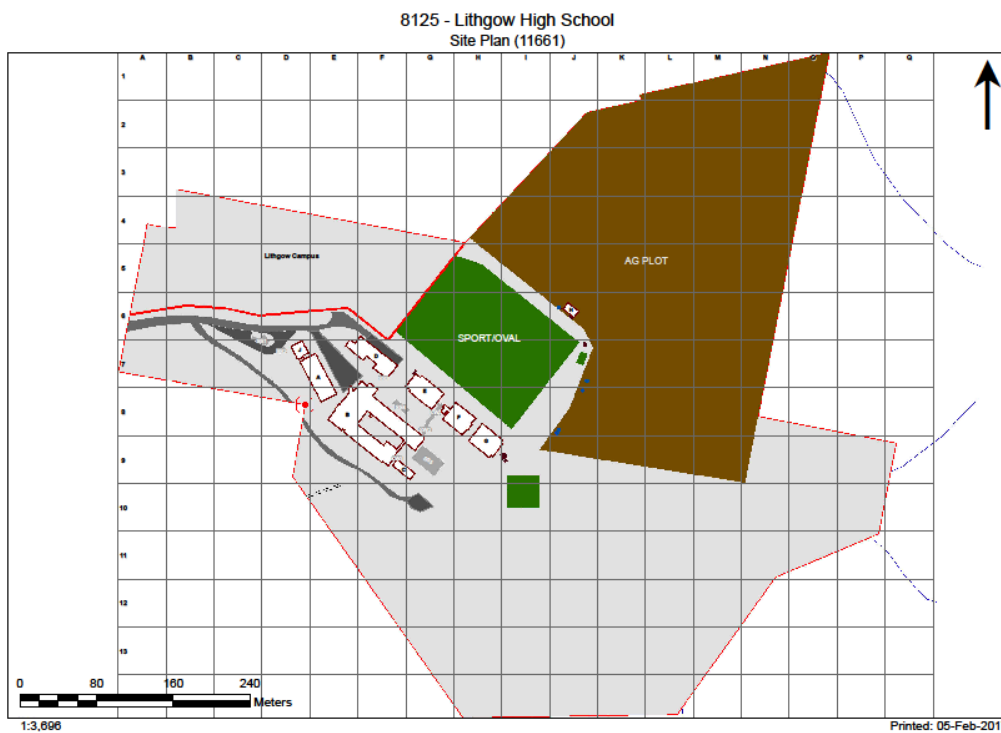 8125 - Lithgow High School
Site Plan (11661)
A B C D E F G H I J K L M N O P Q
1
2
3
4
Lithgow Campus
5
AG PLOT
6
SPORT/OVAL
7
J
D
A
E
8
B
F
G
9
C
10
11
12
13
0 80 160 240
Meters
1:3,696
Printed: 05-Feb-201